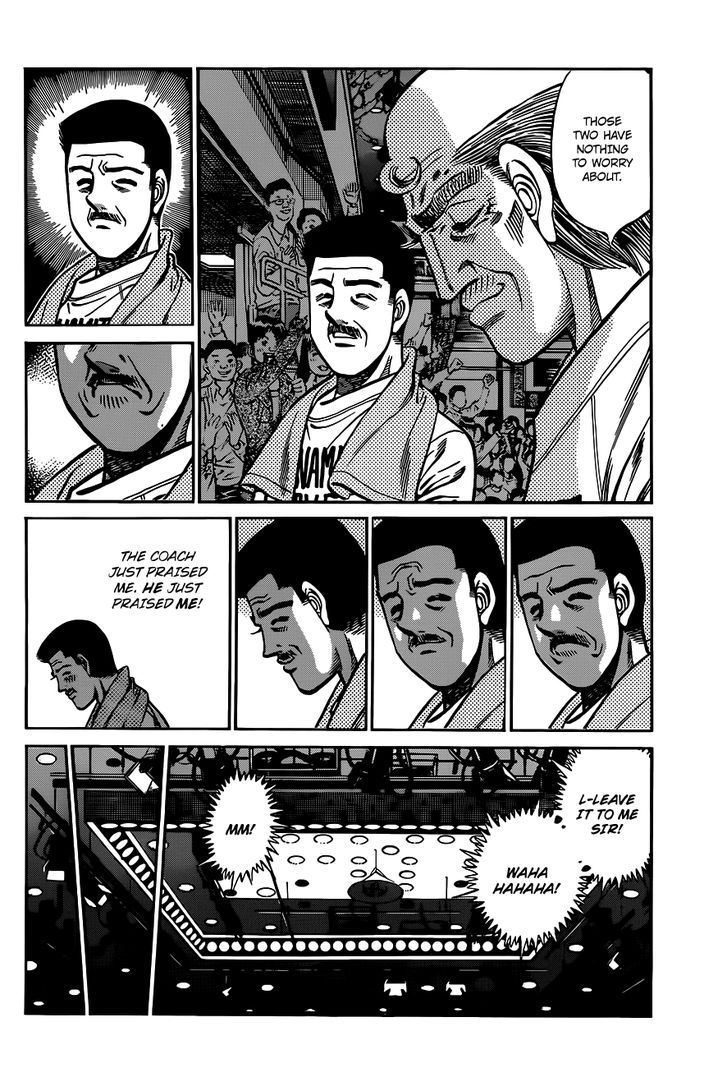 THOSE
TWO HAVE
NOTHING
TO WORRY
ABOUT.
NAMI
THE COACH
JUST PRAISED
ME. HE JUST
PRAISED ME!
L-LEAVE
IT TO ME
SIR!
WAHA
HAHAHA!
MM!